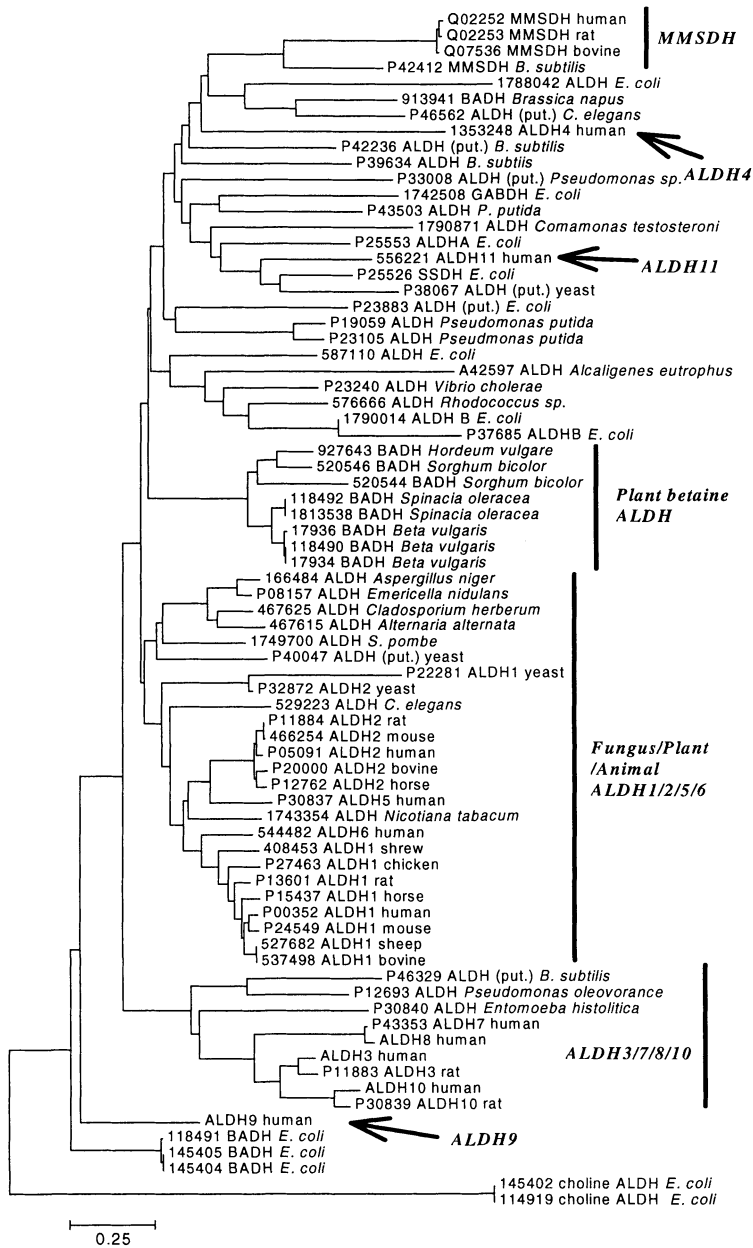 Q02252 MMSDH human
Q02253 MMSDH rat
Q07536 MMSDH bovine
MMSDH
P42412 MMSDH B. subtilis
1788042 ALDH E. coli
913941 BADH Brassica napus
P46562 ALDH (put.) C. elegans
1353248 ALDH4 human
P42236 ALDH (put.) B. subtilis
P39634 ALDH B. subtiis
ALDH4
P33008 ALDH (put.) Pseudomonas sp.
1742508 GABDH E. coli
P43503 ALDH P. putida
1790871 ALDH Comamonas testosteroni
P25553 ALDHA E. coli
556221 ALDH11 human
ALDH11
P25526 SSDH E. coli
P38067 ALDH (put.) yeast
P23883 ALDH (put.) E. coli
P19059 ALDH Pseudomonas putida
P23105 ALDH Pseudmonas putida
587110 ALDH E. coli
A42597 ALDH Alcaligenes eutrophus
P23240 ALDH Vibrio cholerae
576666 ALDH Rhodococcus sp.
1790014 ALDH B E. coli
P37685 ALDHB E. coli
927643 BADH Hordeum vulgare
520546 BADH Sorghum bicolor
520544 BADH Sorghum bicolor
118492 BADH Spinacia oleracea
1813538 BADH Spinacia oleracea
17936 BADH Beta vulgaris
118490 BADH Beta vulgaris
17934 BADH Beta vulgaris
Plant betaine
ALDH
166484 ALDH Aspergillus niger
P08157 ALDH Emericella nidulans
467625 ALDH Cladosporium herberum
467615 ALDH Alternaria alternata
1749700 ALDH S. pombe
P40047 ALDH (put.) yeast
P22281 ALDH1 yeast
P32872 ALDH2 yeast
529223 ALDH C. elegans
P11884 ALDH2 rat
466254 ALDH2 mouse
P05091 ALDH2 human
P20000 ALDH2 bovine
P12762 ALDH2 horse
P30837 ALDH5 human
1743354 ALDH Nicotiana tabacum
544482 ALDH6 human
408453 ALDH1 shrew
P27463 ALDH1 chicken
P13601 ALDH1 rat
P15437 ALDH1 horse
P00352 ALDH1 human
P24549 ALDH1 mouse
527682 ALDH1 sheep
537498 ALDH1 bovine
Fungus/Plant
/Animal
ALDH1/2/5/6
P46329 ALDH (put.) B. subtilis
P12693 ALDH Pseudomonas oleovorance
P30840 ALDH Entomoeba histolitica
P43353 ALDH7 human
ALDH8 human
ALDH3 human
P11883 ALDH3 rat
ALDH10 human
P30839 ALDH10 rat
ALDH3/7/8/10
ALDH9 human
ALDH9
118491 BADH E. coli
145405 BADH E. coli
145404 BADH E. coli
145402 choline ALDH E. coli
114919 choline ALDH E. coli
0.25